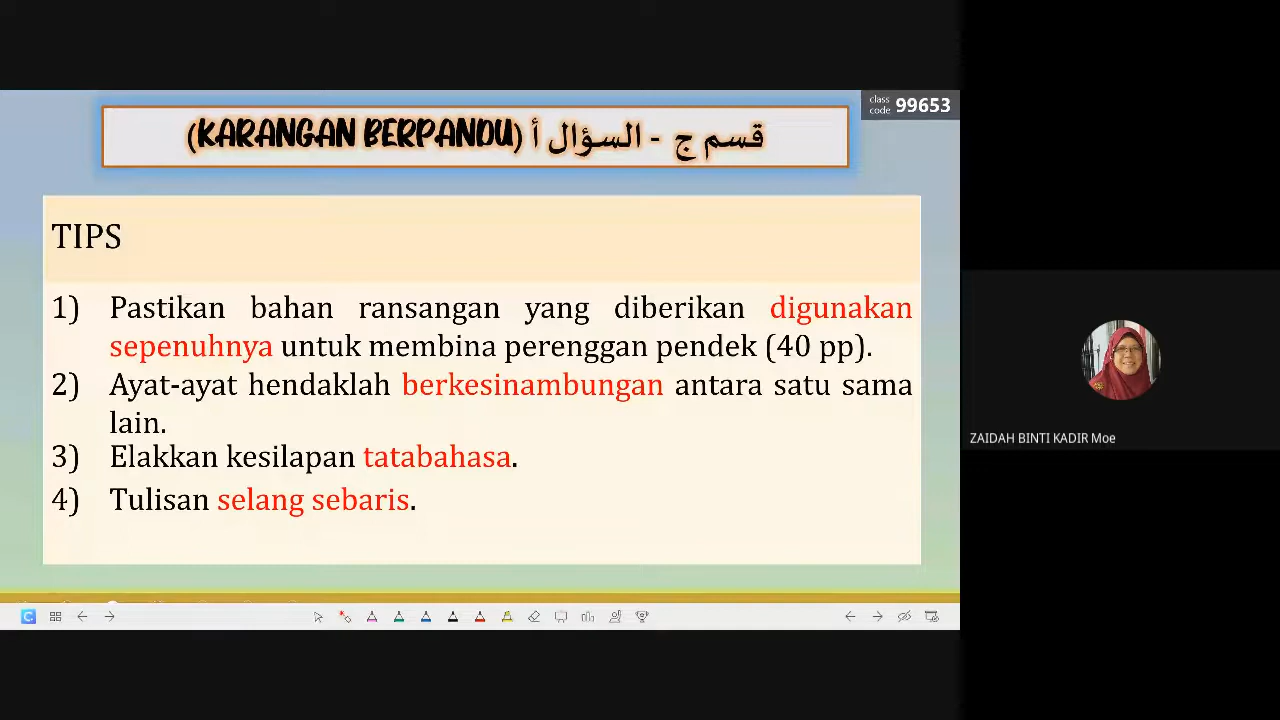 class
code 99653
قسم ج - السؤال أ (KARANGAN BERPANDU)
TIPS
1) Pastikan bahan ransangan yang diberikan digunakan
sepenuhnya untuk membina perenggan pendek (40 pp).
2) Ayat-ayat hendaklah berkesinambungan antara satu sama
lain.
3) Elakkan kesilapan tatabahasa.
4) Tulisan selang sebaris.
ZAIDAH BINTI KADIR Moe